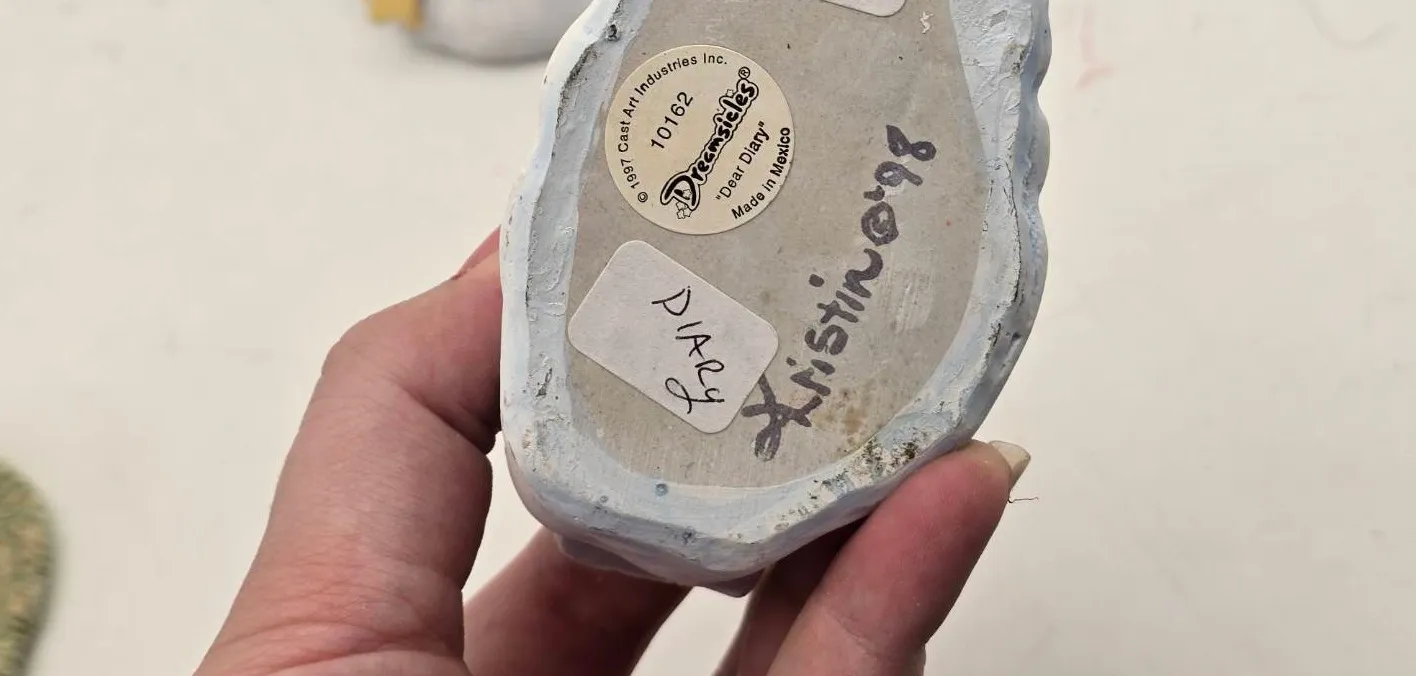 © 1997 Cast Art Industries Inc.
10162
Dreamsicles®
"Dear Diary"
Made in Mexico
DIARY
Kristin @'98